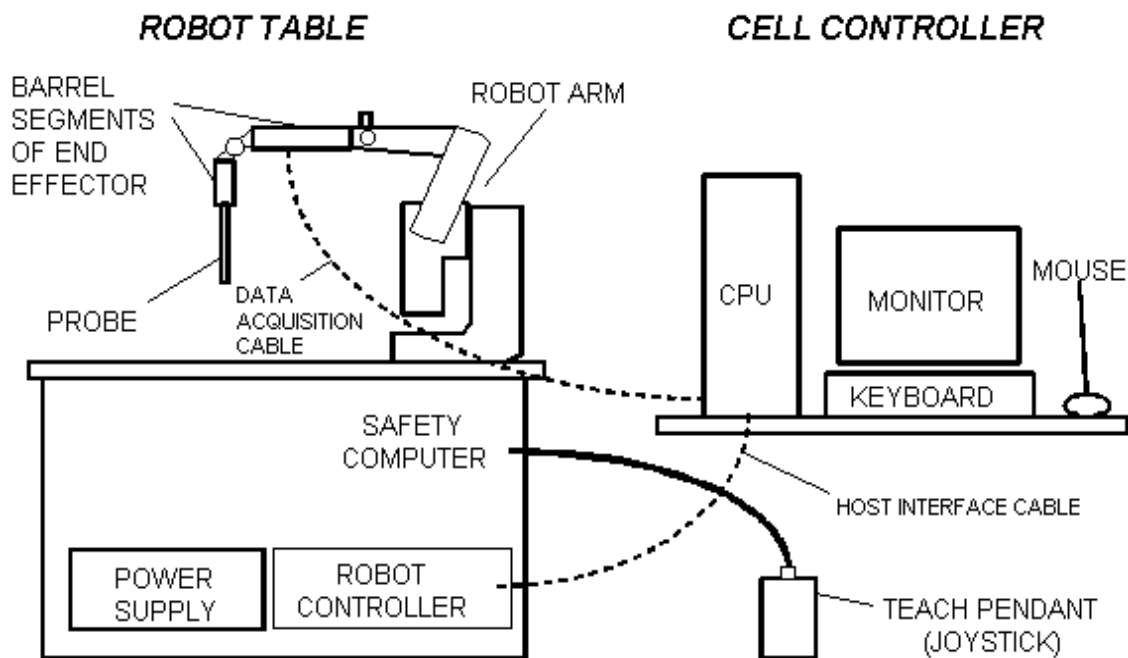 ROBOT TABLE
CELL CONTROLLER
BARREL
SEGMENTS
OF END
EFFECTOR
ROBOT ARM
PROBE
DATA
ACQUISITION
CABLE
CPU
MONITOR
MOUSE
KEYBOARD
SAFETY
COMPUTER
HOST INTERFACE CABLE
POWER
SUPPLY
ROBOT
CONTROLLER
TEACH PENDANT
(JOYSTICK)